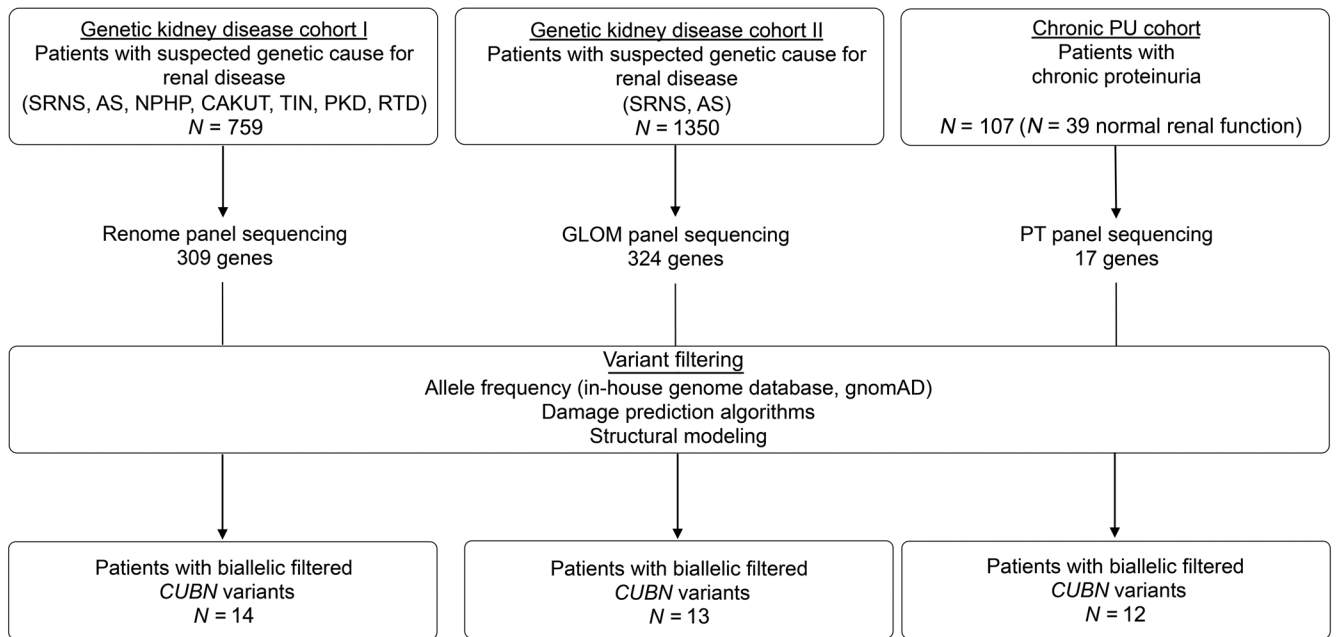 Genetic kidney disease cohort I
Patients with suspected genetic cause for
renal disease
(SRNS, AS, NPHP, CAKUT, TIN, PKD, RTD)
N = 759
Genetic kidney disease cohort II
Patients with suspected genetic cause for
renal disease
(SRNS, AS)
N = 1350
Chronic PU cohort
Patients with
chronic proteinuria
N = 107 (N = 39 normal renal function)
Renome panel sequencing
309 genes
GLOM panel sequencing
324 genes
PT panel sequencing
17 genes
Variant filtering
Allele frequency (in-house genome database, gnomAD)
Damage prediction algorithms
Structural modeling
Patients with biallelic filtered
CUBN variants
N = 14
Patients with biallelic filtered
CUBN variants
N = 13
Patients with biallelic filtered
CUBN variants
N = 12